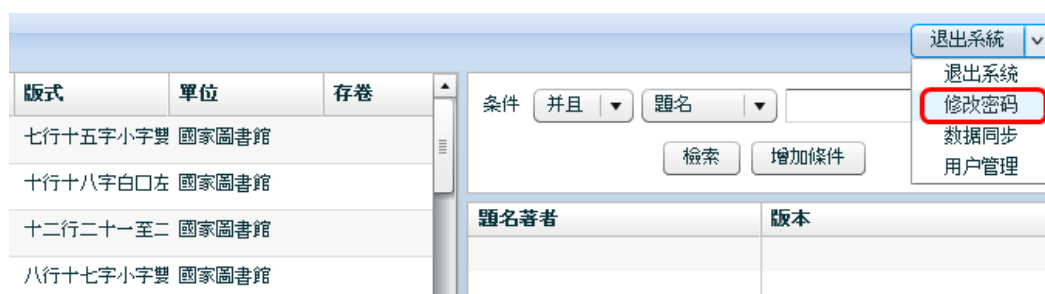 退出系統
退出系统
修改密码
数据同步
用户管理
版式 單位 存卷
七行十五字小字雙 國家圖書館
十行十八字白口左 國家圖書館
十二行二十一至二 國家圖書館
八行十七字小字雙 國家圖書館
条件 并且 題名
檢索 增加條件
題名著者 版本